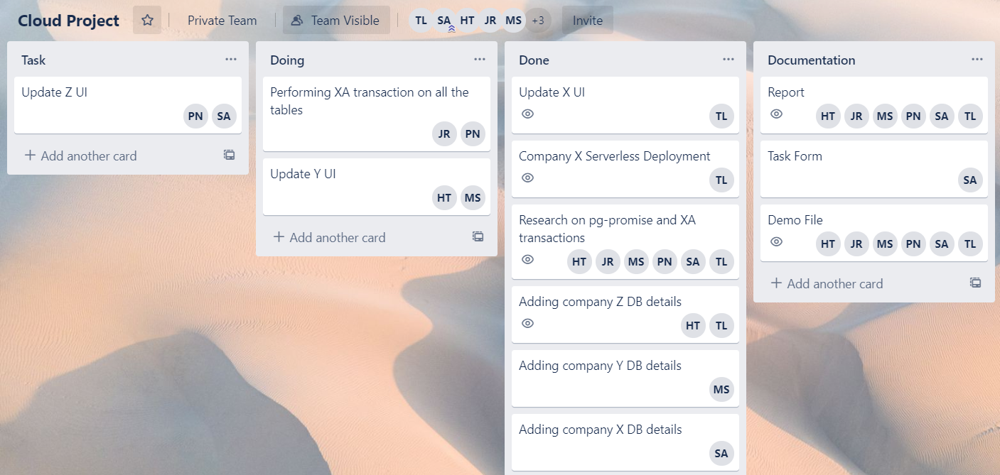 Cloud Project
Private Team
Team Visible
TL SA HT JR MS +3
Invite
Task
Update Z UI
PN SA
+ Add another card
Doing
Performing XA transaction on all the
tables
JR PN
Update Y UI
HT MS
+ Add another card
Done
Update X UI
TL
Company X Serverless Deployment
TL
Research on pg-promise and XA
transactions
HT JR MS PN SA TL
Adding company Z DB details
HT TL
Adding company Y DB details
MS
Adding company X DB details
SA
Documentation
Report
HT JR MS PN SA TL
Task Form
SA
Demo File
HT JR MS PN SA TL
+ Add another card